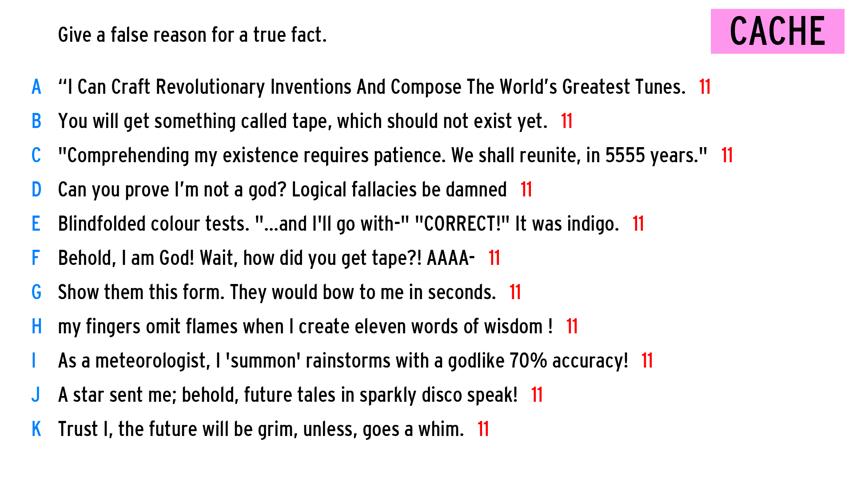 Give a false reason for a true fact.
CACHE
A “I Can Craft Revolutionary Inventions And Compose The World’s Greatest Tunes. 11
B You will get something called tape, which should not exist yet. 11
C "Comprehending my existence requires patience. We shall reunite, in 5555 years." 11
D Can you prove I’m not a god? Logical fallacies be damned 11
E Blindfolded colour tests. "...and I'll go with-" "CORRECT!" It was indigo. 11
F Behold, I am God! Wait, how did you get tape?! AAAA- 11
G Show them this form. They would bow to me in seconds. 11
H my fingers omit flames when I create eleven words of wisdom ! 11
I As a meteorologist, I 'summon' rainstorms with a godlike 70% accuracy! 11
J A star sent me; behold, future tales in sparkly disco speak! 11
K Trust I, the future will be grim, unless, goes a whim. 11